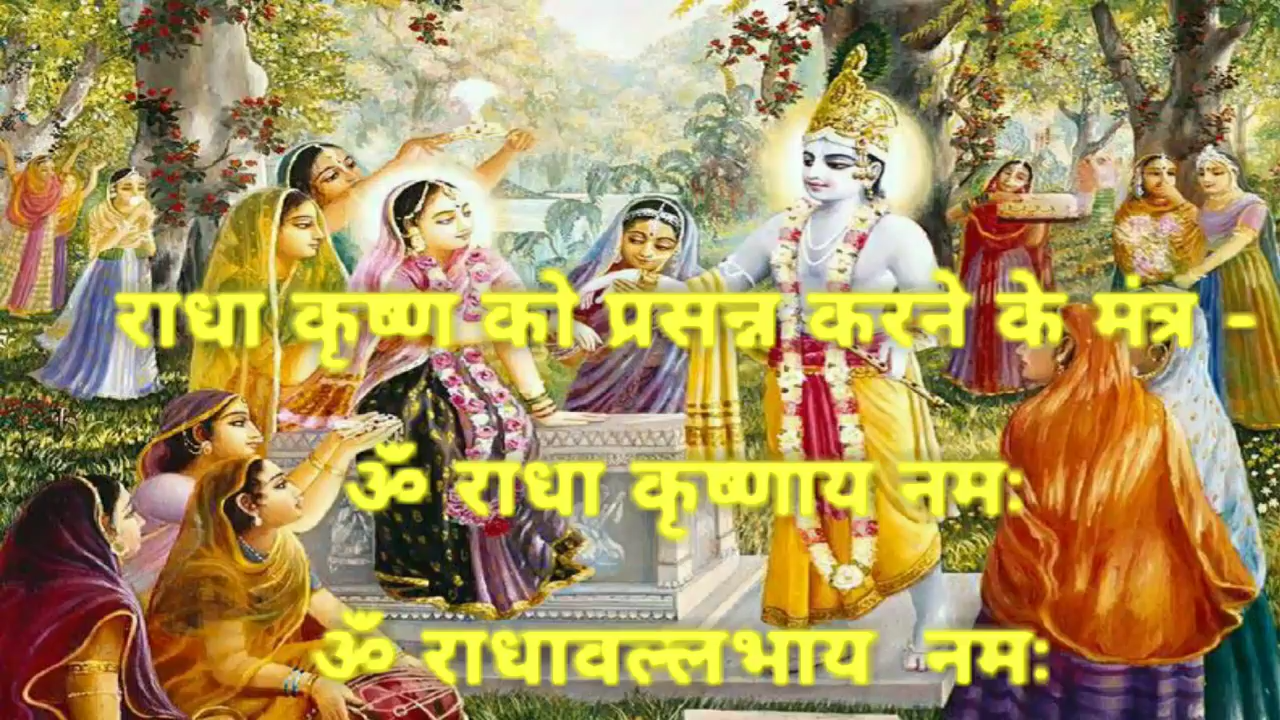 राधा कृष्ण को प्रसन्न करने के मंत्र -
ॐ राधा कृष्णाय नमः
ॐ राधावल्लभाय नमः